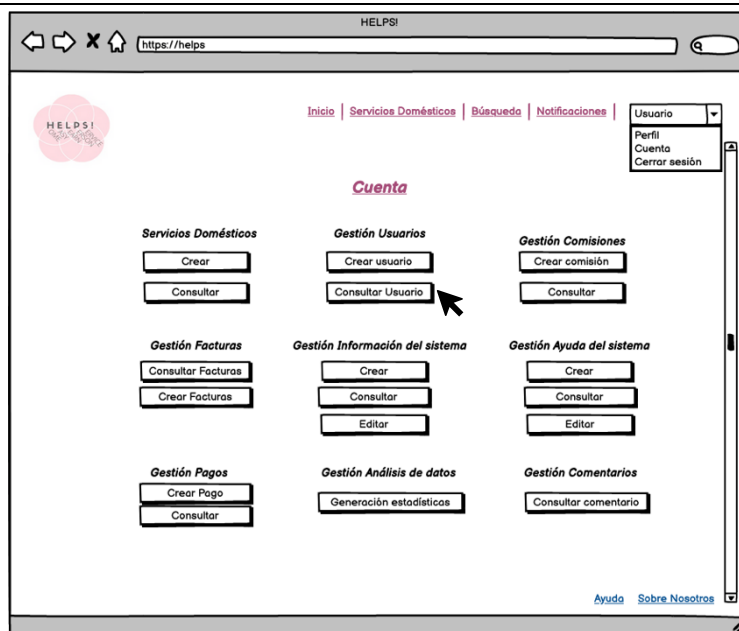 HELPS!
https://helps
HELPS!
Inicio | Servicios Domésticos | Búsqueda | Notificaciones |
Usuario
Perfil
Cuenta
Cerrar sesión
Cuenta
Servicios Domésticos
Crear
Consultar
Gestión Usuarios
Crear usuario
Consultar Usuario
Gestión Comisiones
Crear comisión
Consultar
Gestión Facturas
Consultar Facturas
Crear Facturas
Gestión Información del sistema
Crear
Consultar
Editar
Gestión Ayuda del sistema
Crear
Consultar
Editar
Gestión Pagos
Crear Pago
Consultar
Gestión Análisis de datos
Generación estadísticas
Gestión Comentarios
Consultar comentario
Ayuda
Sobre Nosotros